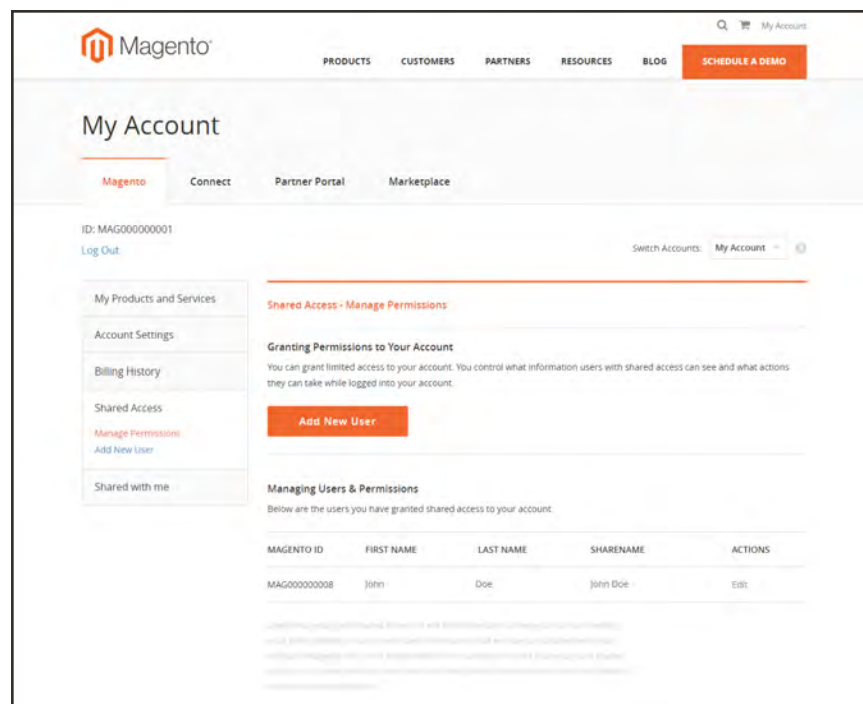 My Account
Magento
PRODUCTS CUSTOMERS PARTNERS RESOURCES BLOG SCHEDULE A DEMO
My Account
Magento Connect Partner Portal Marketplace
ID: MAG000000001
Log Out
Switch Accounts: My Account
My Products and Services
Account Settings
Billing History
Shared Access
Manage Permissions
Add New User
Shared with me
Shared Access - Manage Permissions
Granting Permissions to Your Account
You can grant limited access to your account. You control what information users with shared access can see and what actions
they can take while logged into your account.
Add New User
Managing Users & Permissions
Below are the users you have granted shared access to your account
MAGENTO ID FIRST NAME LAST NAME SHARENAME ACTIONS
MAG000000008 John Doe John Doe Edit